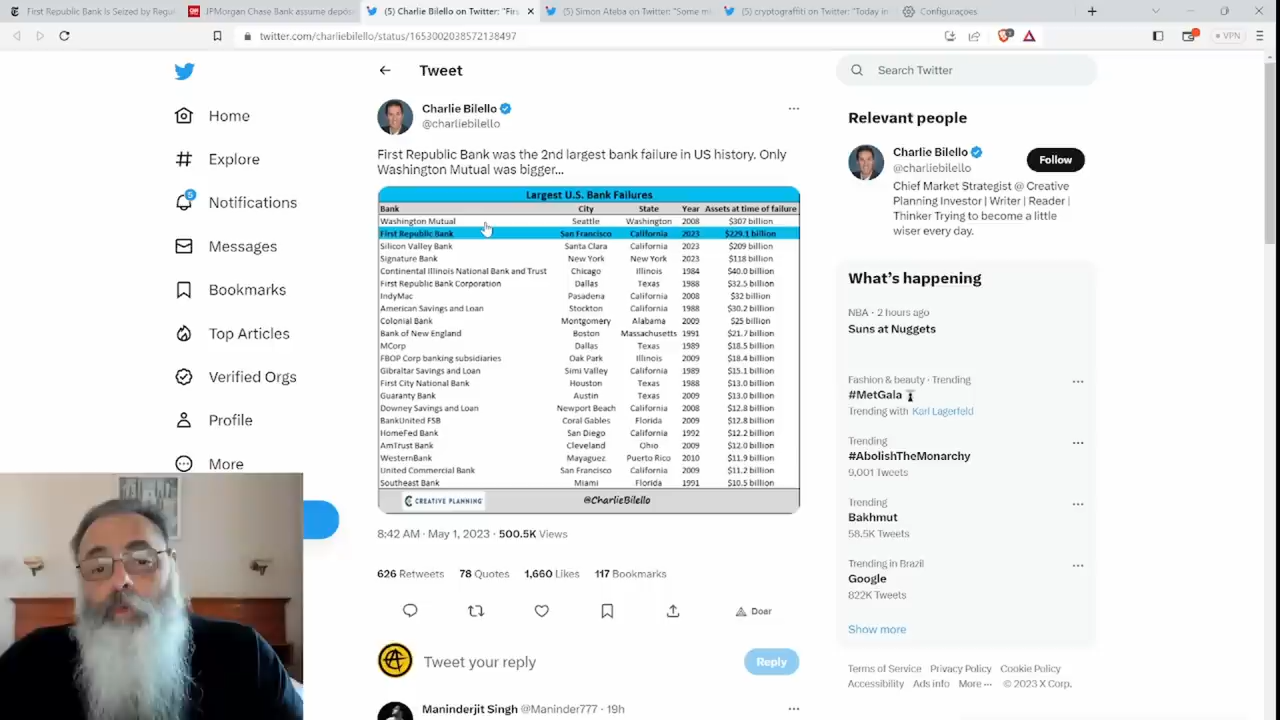 First Republic Bank Is Seized by Regul
JPMorgan Chase Bank assume deposi
(5) Charlie Bilello on Twitter: "Firs
(5) Simon Ateba on Twitter: "Some mi
(5) cryptograffiti on Twitter: "Today in
Configurações
twitter.com/charliebilello/status/1653002038572138497
VPN
Home
Explore
5
Notifications
Messages
Bookmarks
Top Articles
Verified Orgs
Profile
More
Tweet
Charlie Bilello
@charliebilello
First Republic Bank was the 2nd largest bank failure in US history. Only
Washington Mutual was bigger...
Largest U.S. Bank Failures
Bank City State Year Assets at time of failure
Washington Mutual Seattle Washington 2008 $307 billion
First Republic Bank San Francisco California 2023 $229.1 billion
Silicon Valley Bank Santa Clara California 2023 $209 billion
Signature Bank New York New York 2023 $118 billion
Continental Illinois National Bank and Trust Chicago Illinois 1984 $40.0 billion
First Republic Bank Corporation Dallas Texas 1988 $32.5 billion
IndyMac Pasadena California 2008 $32 billion
American Savings and Loan Stockton California 1988 $30.2 billion
Colonial Bank Montgomery Alabama 2009 $25 billion
Bank of New England Boston Massachusetts 1991 $21.7 billion
MCorp Dallas Texas 1989 $18.5 billion
FBOP Corp banking subsidiaries Oak Park Illinois 2009 $18.4 billion
Gibraltar Savings and Loan Simi Valley California 1989 $15.1 billion
First City National Bank Houston Texas 1988 $13.0 billion
Guaranty Bank Austin Texas 2009 $13.0 billion
Downey Savings and Loan Newport Beach California 2008 $12.8 billion
BankUnited FSB Coral Gables Florida 2009 $12.8 billion
HomeFed Bank San Diego California 1992 $12.2 billion
AmTrust Bank Cleveland Ohio 2009 $12.0 billion
WesternBank Mayaguez Puerto Rico 2010 $11.9 billion
United Commercial Bank San Francisco California 2009 $11.2 billion
Southeast Bank Miami Florida 1991 $10.5 billion
CREATIVE PLANNING @CharlieBilello
8:42 AM · May 1, 2023 · 500.5K Views
626 Retweets 78 Quotes 1,660 Likes 117 Bookmarks
Doar
Tweet your reply
Reply
Maninderjit Singh @Maninder777 · 19h
Search Twitter
Relevant people
Charlie Bilello
@charliebilello
Follow
Chief Market Strategist @ Creative
Planning Investor | Writer | Reader |
Thinker Trying to become a little
wiser every day.
What's happening
NBA · 2 hours ago
Suns at Nuggets
Fashion & beauty · Trending
#MetGala
Trending with Karl Lagerfeld
Trending
#AbolishTheMonarchy
9,001 Tweets
Trending
Bakhmut
58.5K Tweets
Trending in Brazil
Google
822K Tweets
Show more
Terms of Service Privacy Policy Cookie Policy
Accessibility Ads info More ··· © 2023 X Corp.